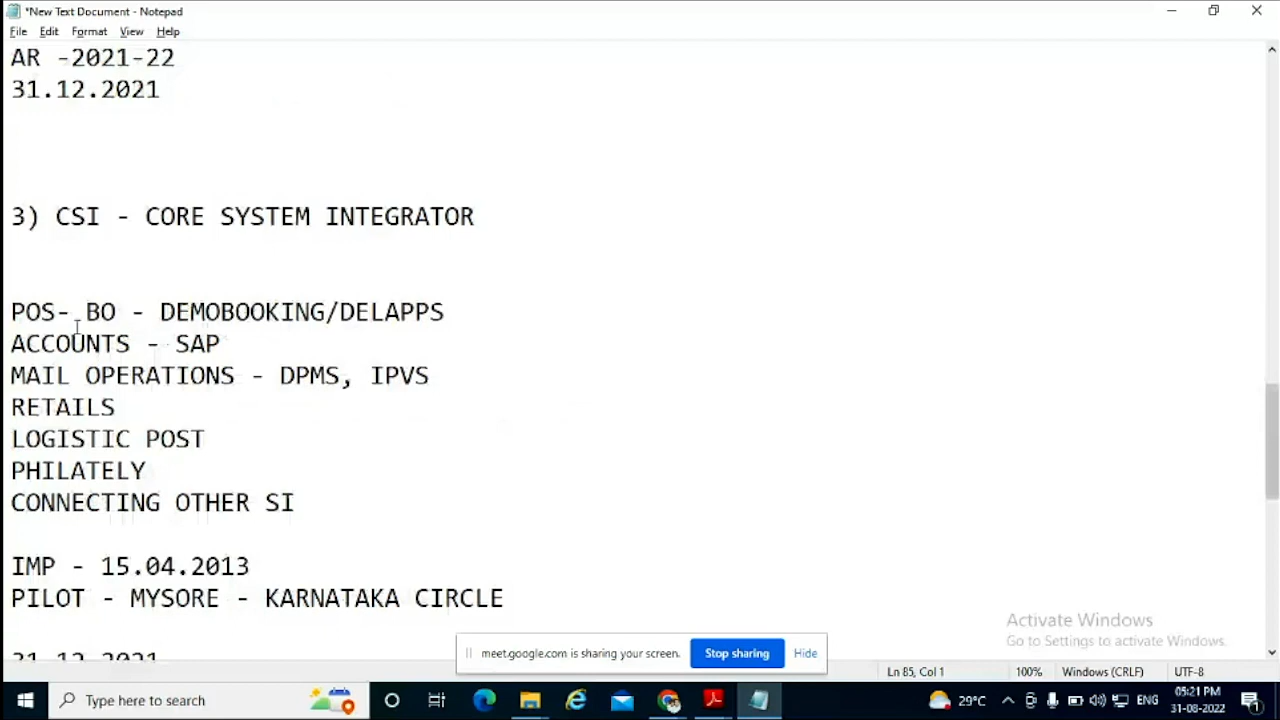 *New Text Document - Notepad
File Edit Format View Help
AR -2021-22
31.12.2021
3) CSI - CORE SYSTEM INTEGRATOR
POS- BO - DEMOBOOKING/DELAPPS
ACCOUNTS - SAP
MAIL OPERATIONS - DPMS, IPVS
RETAILS
LOGISTIC POST
PHILATELY
CONNECTING OTHER SI
IMP - 15.04.2013
PILOT - MYSORE - KARNATAKA CIRCLE
31.12.2021
Activate Windows
Go to Settings to activate Windows.
meet.google.com is sharing your screen. Stop sharing Hide
Ln 85, Col 1 100% Windows (CRLF) UTF-8
Type here to search 29°C ENG 05:21 PM
31-08-2022 1